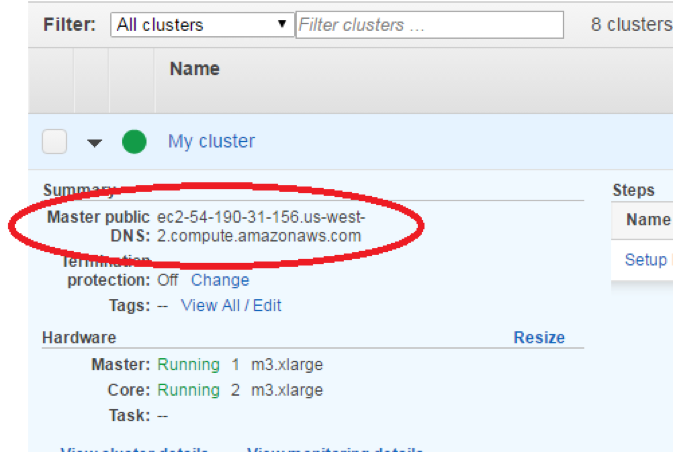 Filter: All clusters Filter clusters ... 8 clusters
Name
My cluster
Summary
Steps
Master public ec2-54-190-31-156.us-west-
DNS: 2.compute.amazonaws.com
Name
Termination
protection: Off Change
Setup
Tags: -- View All / Edit
Hardware Resize
Master: Running 1 m3.xlarge
Core: Running 2 m3.xlarge
Task: --
View cluster details View monitoring details